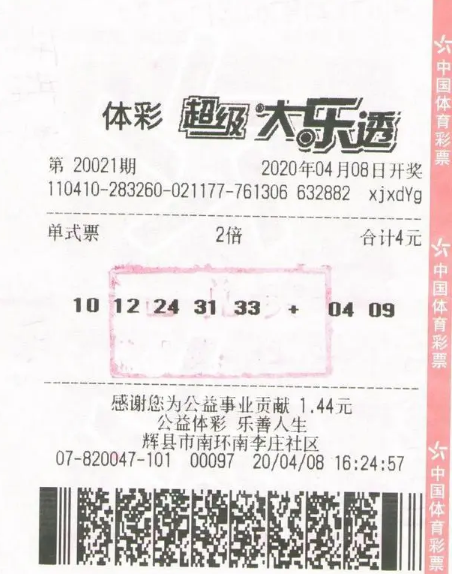 体彩 超级大乐透
第 20021期 2020年04月08日开奖
110410-283260-021177-761306 632882 xjxdYg
单式票 2倍 合计4元
10 12 24 31 33 + 04 09
感谢您为公益事业贡献 1.44元
公益体彩 乐善人生
辉县市南环南李庄社区
07-820047-101 00097 20/04/08 16:24:57
中国体育彩票
中国体育彩票
中国体育彩票